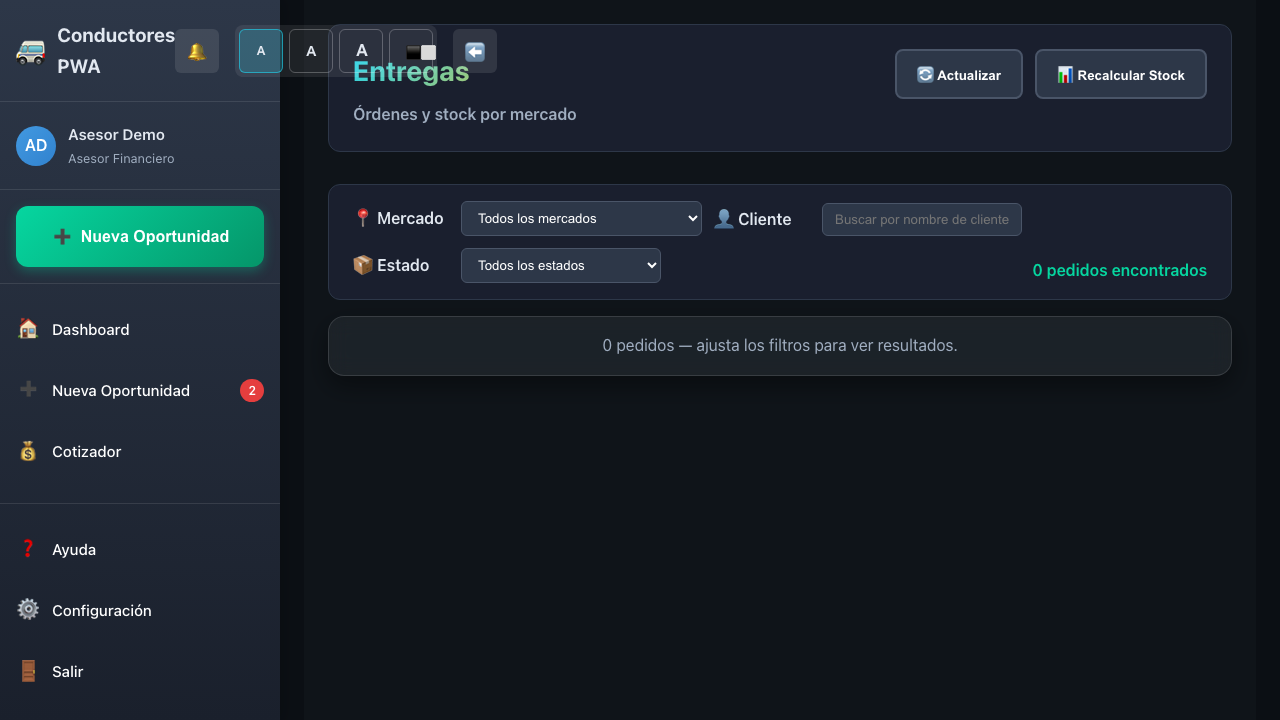 Conductores
PWA
A
A
A
Entregas
Órdenes y stock por mercado
Actualizar
Recalcular Stock
AD
Asesor Demo
Asesor Financiero
Nueva Oportunidad
Mercado
Todos los mercados
Cliente
Buscar por nombre de cliente
Estado
Todos los estados
0 pedidos encontrados
0 pedidos — ajusta los filtros para ver resultados.
Dashboard
Nueva Oportunidad
2
Cotizador
Ayuda
Configuración
Salir